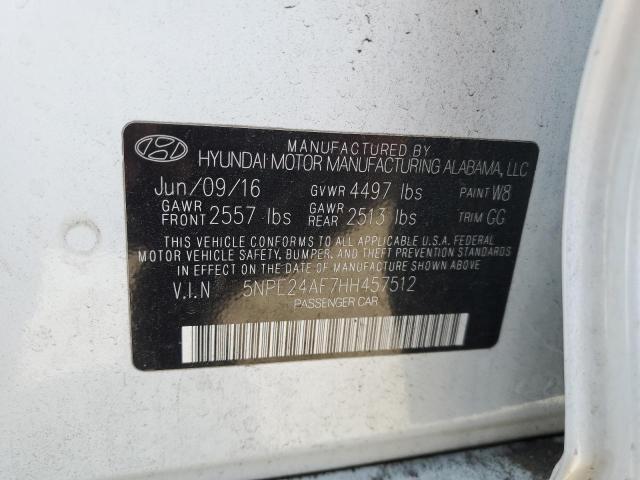 MANUFACTURED BY
HYUNDAI MOTOR MANUFACTURING ALABAMA, LLC
Jun/09/16 GVWR 4497 lbs PAINT W8
GAWR FRONT 2557 lbs GAWR REAR 2513 lbs TRIM GG
THIS VEHICLE CONFORMS TO ALL APPLICABLE U.S.A. FEDERAL
MOTOR VEHICLE SAFETY, BUMPER, AND THEFT PREVENTION STANDARDS
IN EFFECT ON THE DATE OF MANUFACTURE SHOWN ABOVE.
V.I.N 5NPE24AF7HH457512
PASSENGER CAR